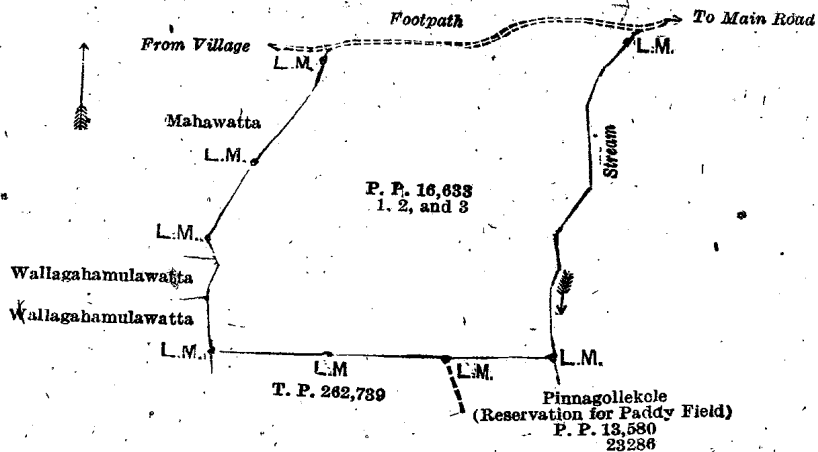 Footpath
To Main Road
From Village
L.M.
L.M.
Mahawatta
L.M.
Stream
P. P. 16,633
1, 2, and 3
L.M.
Wallagahamulawatta
Wallagahamulawatta
L.M.
L.M
L.M.
L.M.
T. P. 262,739
Pinnagollekele
(Reservation for Paddy Field)
P. P. 13,580
23286